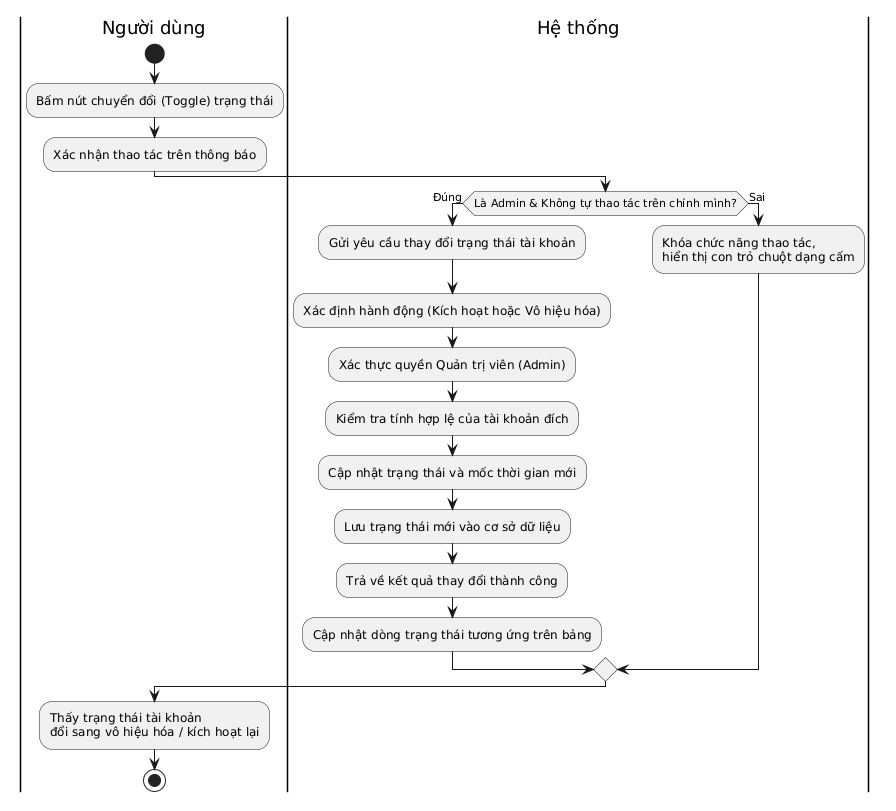 Người dùng
Hệ thống
Bấm nút chuyển đổi (Toggle) trạng thái
Xác nhận thao tác trên thông báo
Là Admin & Không tự thao tác trên chính mình?
Đúng
Sai
Gửi yêu cầu thay đổi trạng thái tài khoản
Khóa chức năng thao tác,
hiển thị con trỏ chuột dạng cấm
Xác định hành động (Kích hoạt hoặc Vô hiệu hóa)
Xác thực quyền Quản trị viên (Admin)
Kiểm tra tính hợp lệ của tài khoản đích
Cập nhật trạng thái và mốc thời gian mới
Lưu trạng thái mới vào cơ sở dữ liệu
Trả về kết quả thay đổi thành công
Cập nhật dòng trạng thái tương ứng trên bảng
Thấy trạng thái tài khoản
đổi sang vô hiệu hóa / kích hoạt lại